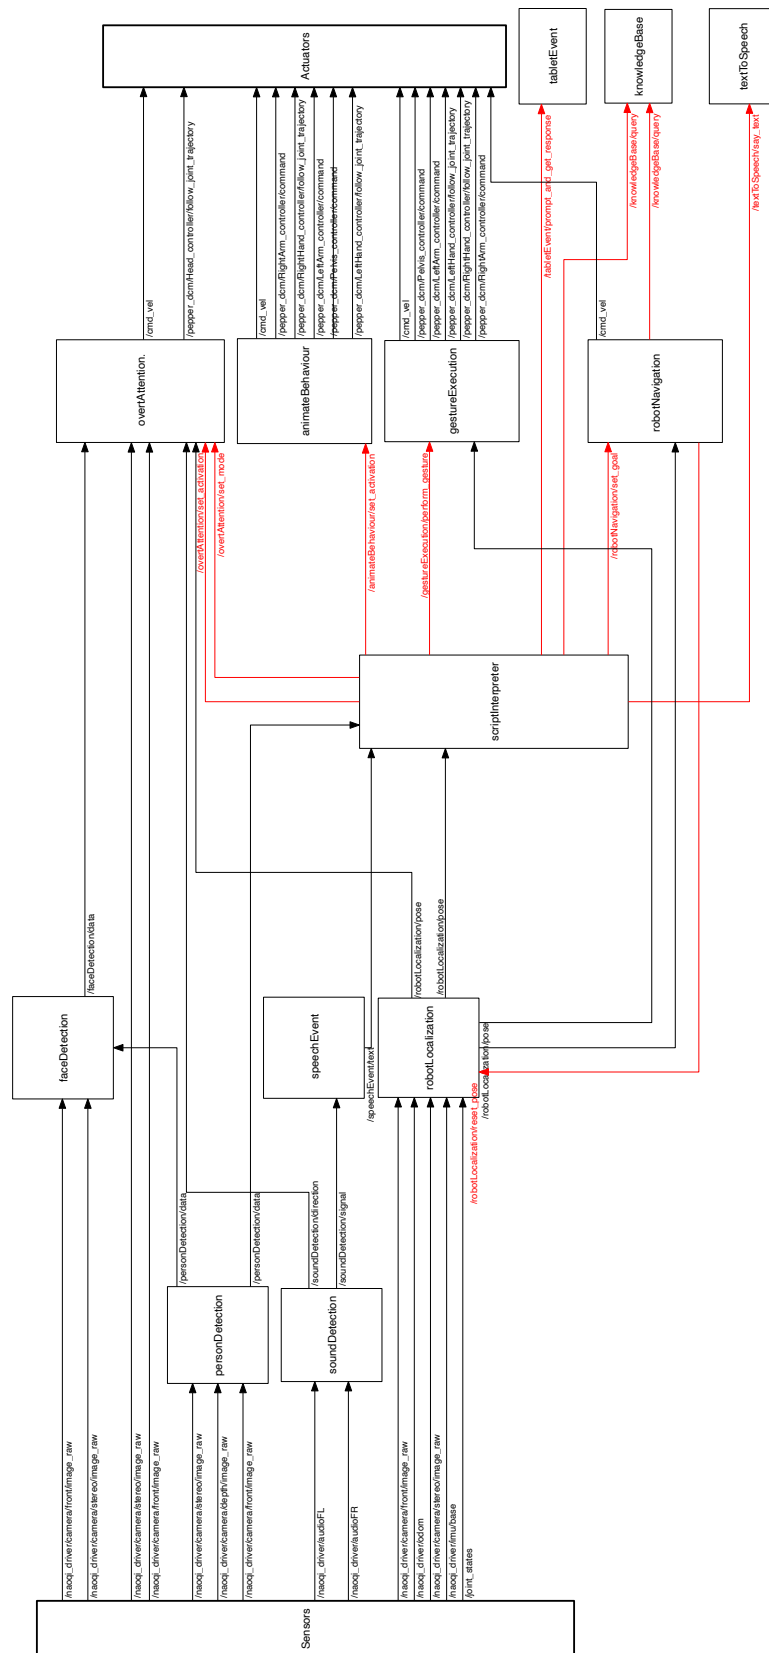 Sensors
/naoqi_driver/camera/front/image_raw
/naoqi_driver/camera/stereo/image_raw
/naoqi_driver/camera/stereo/image_raw
/naoqi_driver/camera/front/image_raw
/naoqi_driver/camera/stereo/image_raw
/naoqi_driver/camera/depth/image_raw
/naoqi_driver/camera/front/image_raw
/naoqi_driver/audioFL
/naoqi_driver/audioFR
/naoqi_driver/camera/front/image_raw
/naoqi_driver/odom
/naoqi_driver/camera/stereo/image_raw
/naoqi_driver/imu/base
/joint_states
personDetection
soundDetection
/personDetection/data
/personDetection/data
/soundDetection/direction
/soundDetection/signal
faceDetection
speechEvent
robotLocalization
/faceDetection/data
/speechEvent/text
/robotLocalization/pose
/robotLocalization/pose
/robotLocalization/reset_pose
/robotLocalization/pose
scriptInterpreter
/overtAttention/set_activation
/overtAttention/set_mode
/animateBehaviour/set_activation
/gestureExecution/perform_gesture
/robotNavigation/set_goal
overtAttention.
animateBehaviour
gestureExecution
robotNavigation
/cmd_vel
/pepper_dcm/Head_controller/follow_joint_trajectory
/cmd_vel
/pepper_dcm/RightArm_controller/command
/pepper_dcm/RightHand_controller/follow_joint_trajectory
/pepper_dcm/LeftArm_controller/command
/pepper_dcm/Pelvis_controller/command
/pepper_dcm/LeftHand_controller/follow_joint_trajectory
/cmd_vel
/pepper_dcm/Pelvis_controller/command
/pepper_dcm/LeftArm_controller/command
/pepper_dcm/LeftHand_controller/follow_joint_trajectory
/pepper_dcm/RightHand_controller/follow_joint_trajectory
/pepper_dcm/RightArm_controller/command
/tabletEvent/prompt_and_get_response
/cmd_vel
/knowledgeBase/query
/knowledgeBase/query
/textToSpeech/say_text
Actuators
tabletEvent
knowledgeBase
textToSpeech